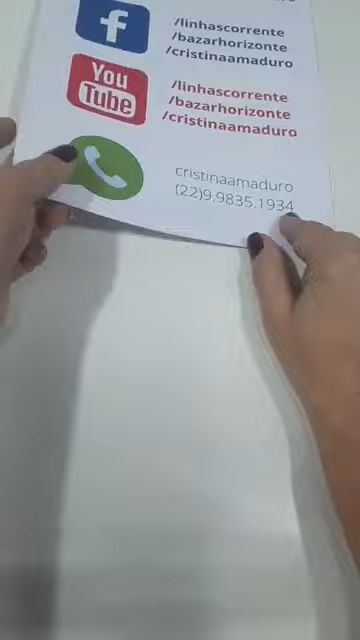 f
/linhascorrente
/bazarhorizonte
/cristinaamaduro
You
Tube
/linhascorrente
/bazarhorizonte
/cristinaamaduro
cristinaamaduro
(22)9.9835.1934